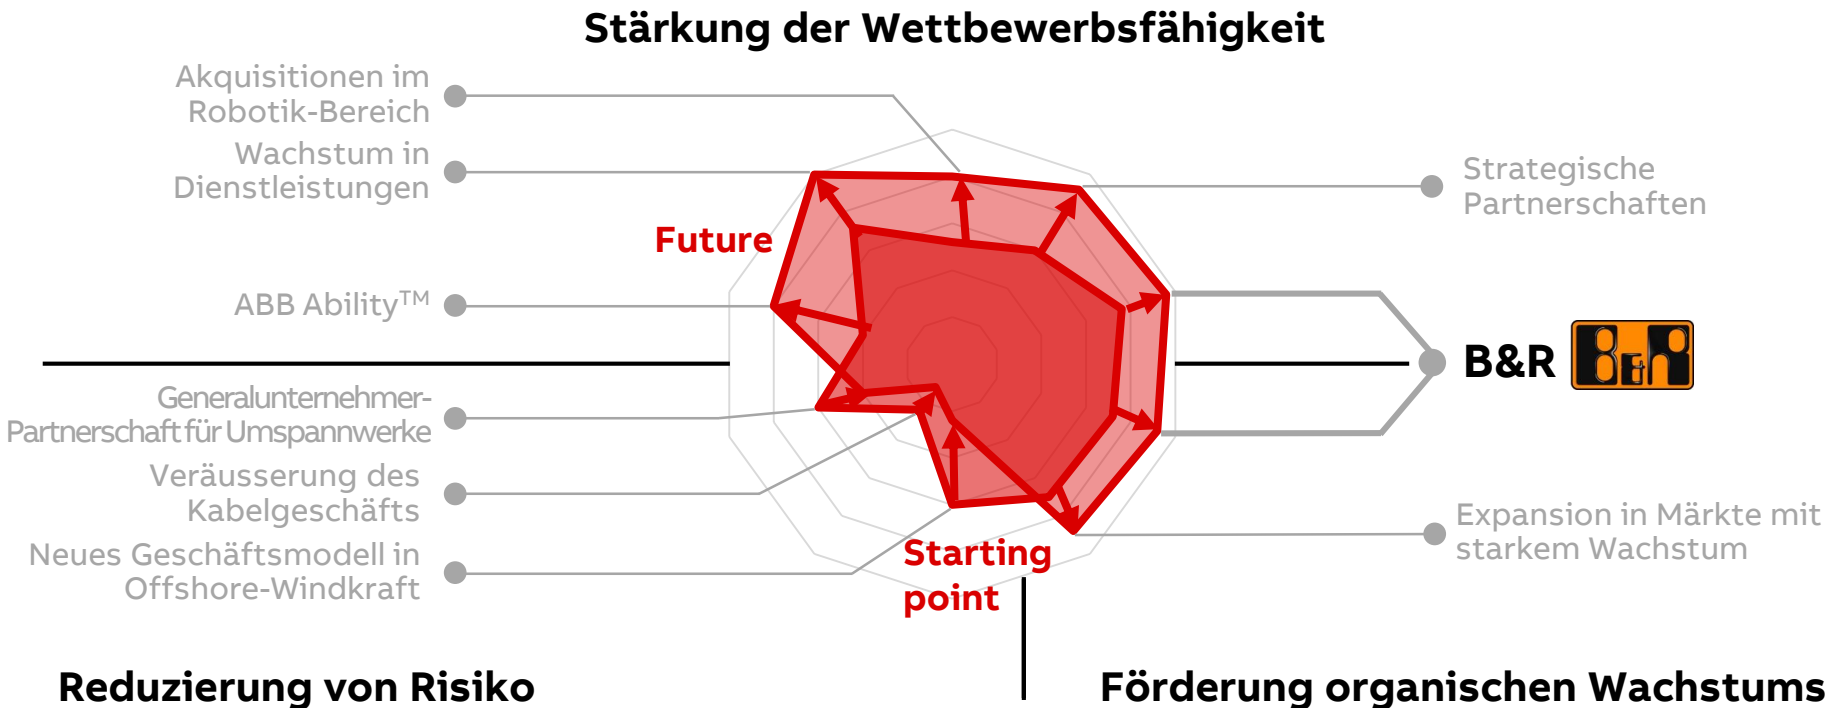 Stärkung der Wettbewerbsfähigkeit
Akquisitionen im
Robotik-Bereich
Wachstum in
Dienstleistungen
Strategische
Partnerschaften
Future
ABB Ability™
B&R
B&R
Generalunternehmer-
Partnerschaft für Umspannwerke
Veräusserung des
Kabelgeschäfts
Neues Geschäftsmodell in
Offshore-Windkraft
Expansion in Märkte mit
starkem Wachstum
Starting
point
Reduzierung von Risiko
Förderung organischen Wachstums